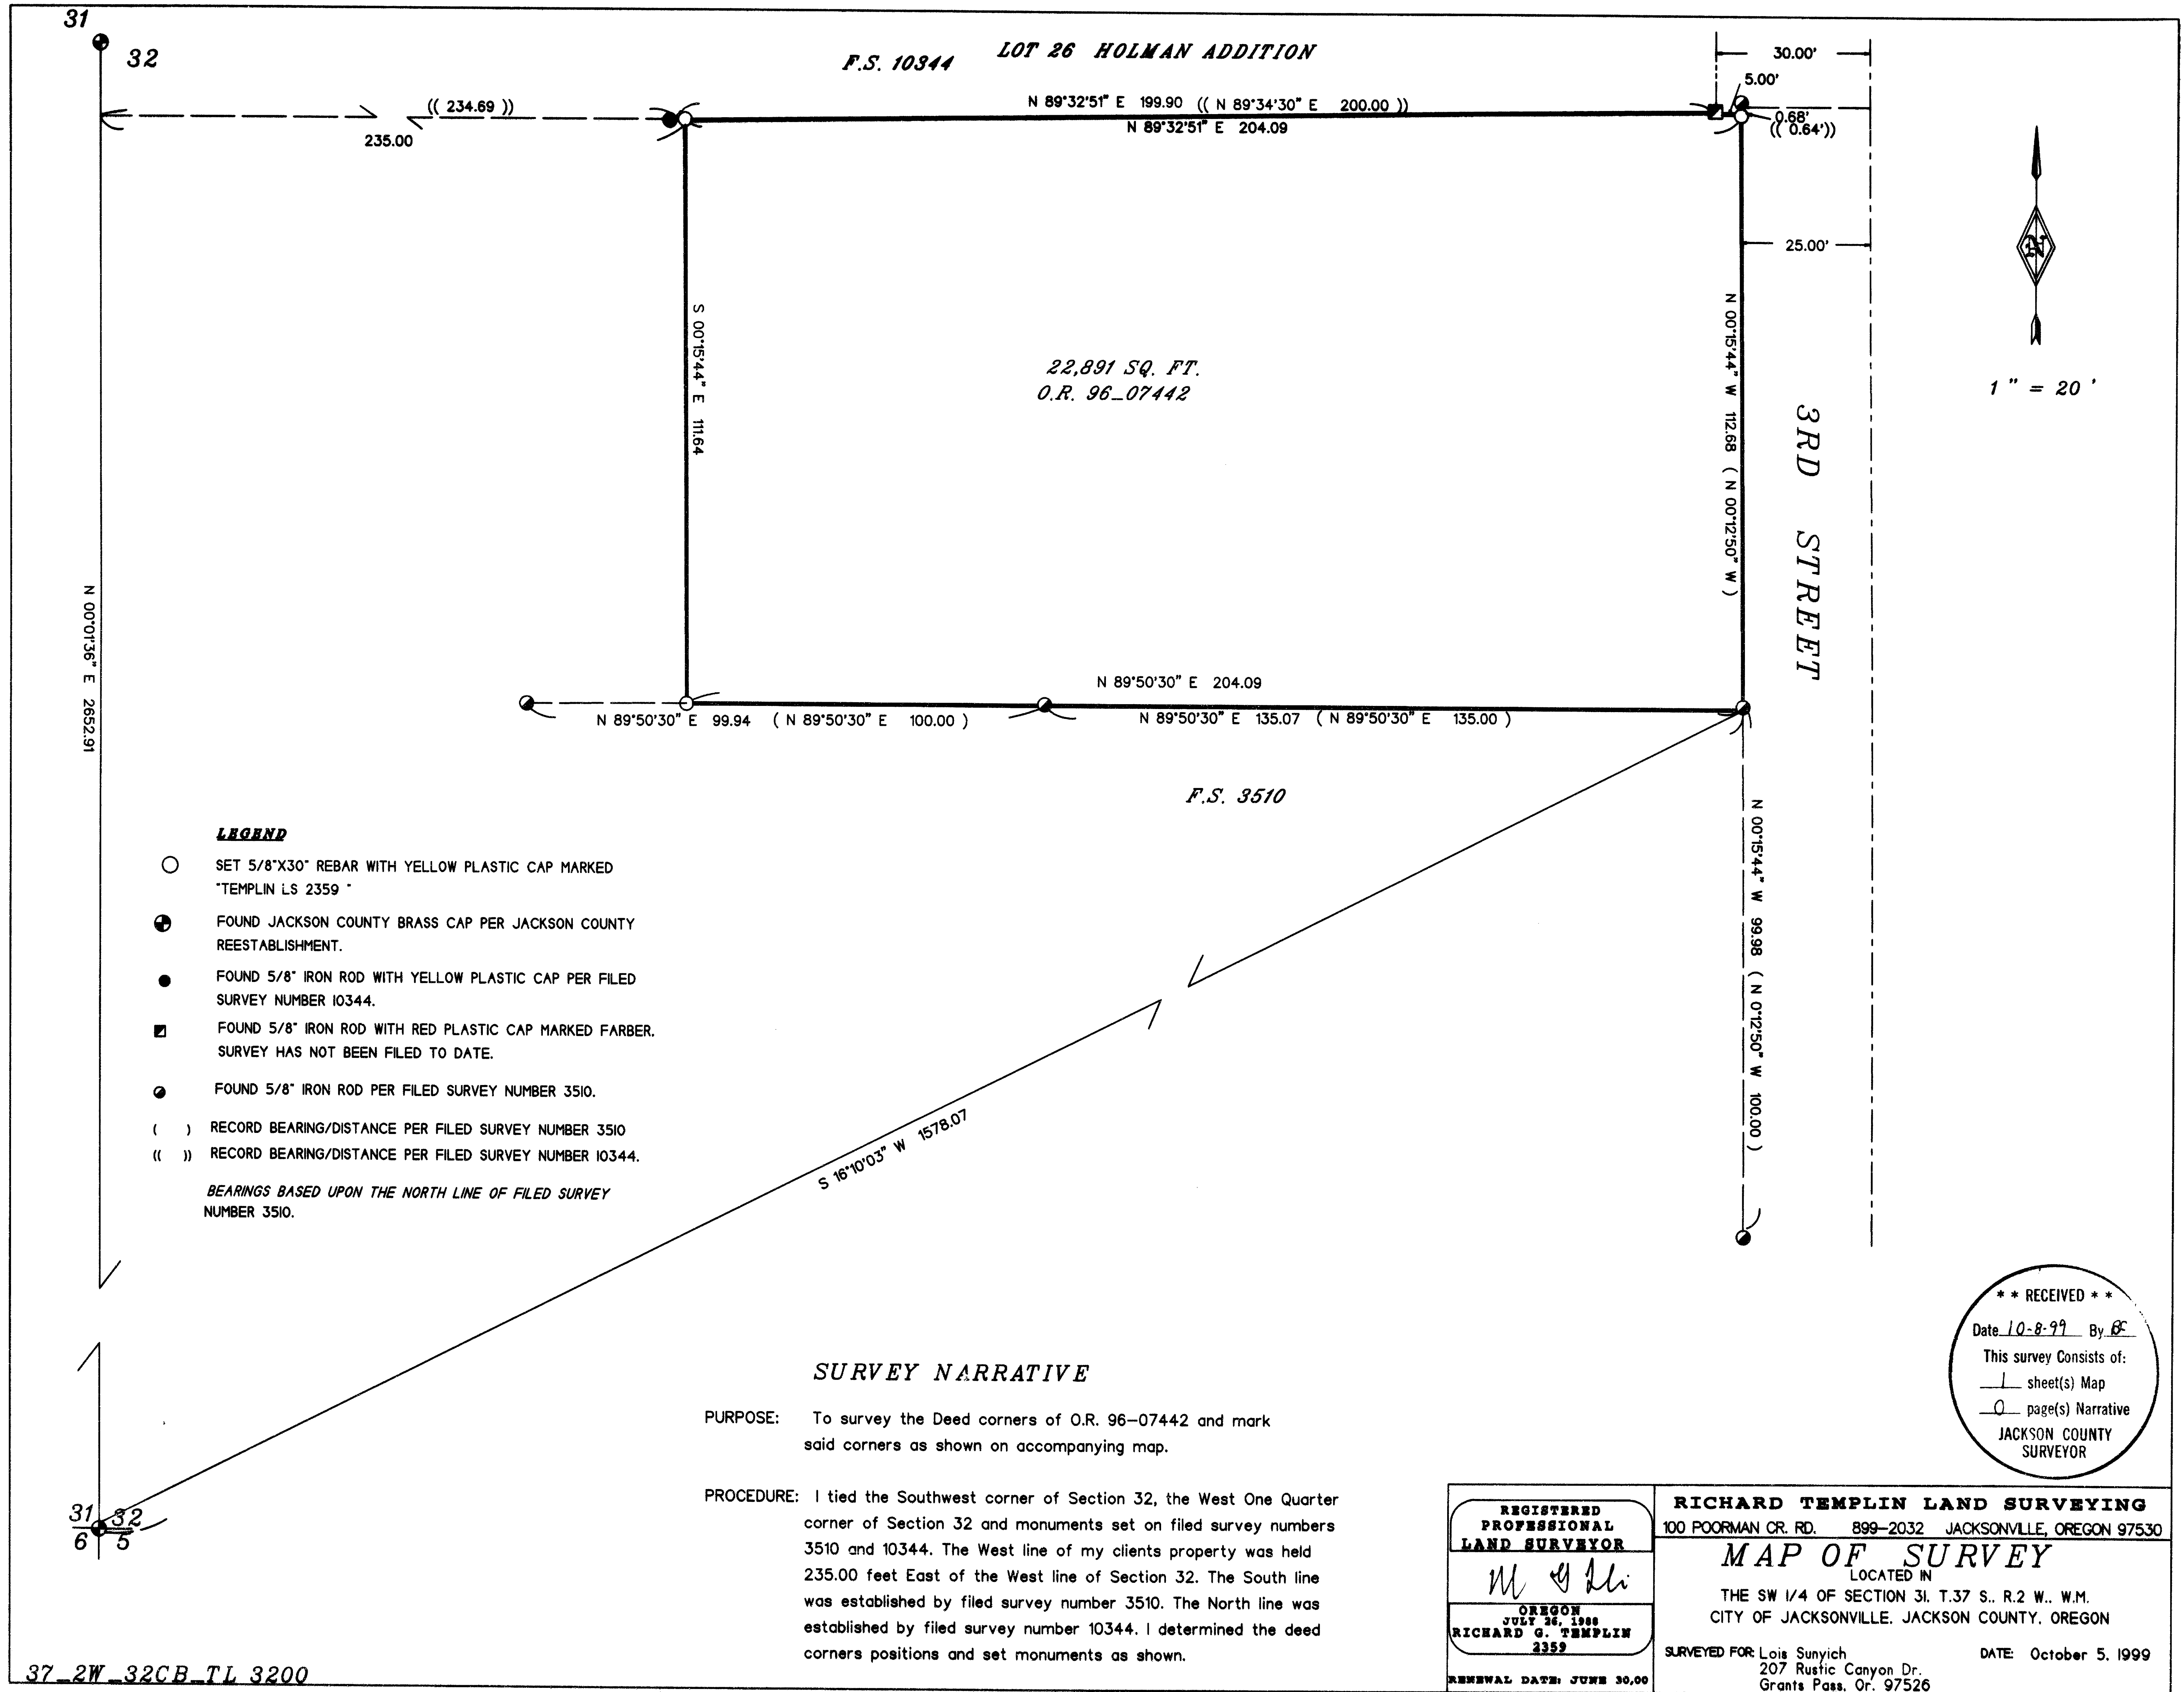 31
32
F.S. 10344
LOT 26 HOLMAN ADDITION
30.00'
5.00'
(( 234.69 ))
235.00
N 89°32'51" E 199.90 (( N 89°34'30" E 200.00 ))
N 89°32'51" E 204.09
0.68'
(( 0.64'))
25.00'
N
1" = 20'
S 00°15'44" E 111.64
22,891 SQ. FT.
O.R. 96_07442
N 00°15'44" W 112.68 ( N 00°12'50" W )
3RD STREET
N 00°01'36" E 2652.91
N 89°50'30" E 204.09
N 89°50'30" E 99.94 ( N 89°50'30" E 100.00 )
N 89°50'30" E 135.07 ( N 89°50'30" E 135.00 )
F.S. 3510
N 00°15'44" W 99.98 ( N 0°12'50" W 100.00 )
S 16°10'03" W 1578.07
LEGEND
SET 5/8"X30" REBAR WITH YELLOW PLASTIC CAP MARKED
"TEMPLIN LS 2359 "
FOUND JACKSON COUNTY BRASS CAP PER JACKSON COUNTY
REESTABLISHMENT.
FOUND 5/8" IRON ROD WITH YELLOW PLASTIC CAP PER FILED
SURVEY NUMBER 10344.
FOUND 5/8" IRON ROD WITH RED PLASTIC CAP MARKED FARBER.
SURVEY HAS NOT BEEN FILED TO DATE.
FOUND 5/8" IRON ROD PER FILED SURVEY NUMBER 3510.
( ) RECORD BEARING/DISTANCE PER FILED SURVEY NUMBER 3510
(( )) RECORD BEARING/DISTANCE PER FILED SURVEY NUMBER 10344.
BEARINGS BASED UPON THE NORTH LINE OF FILED SURVEY
NUMBER 3510.
31 32
6 5
SURVEY NARRATIVE
PURPOSE: To survey the Deed corners of O.R. 96-07442 and mark
said corners as shown on accompanying map.
PROCEDURE: I tied the Southwest corner of Section 32, the West One Quarter
corner of Section 32 and monuments set on filed survey numbers
3510 and 10344. The West line of my clients property was held
235.00 feet East of the West line of Section 32. The South line
was established by filed survey number 3510. The North line was
established by filed survey number 10344. I determined the deed
corners positions and set monuments as shown.
* * RECEIVED * *
Date 10-8-99 By BC
This survey Consists of:
1 sheet(s) Map
0 page(s) Narrative
JACKSON COUNTY
SURVEYOR
REGISTERED
PROFESSIONAL
LAND SURVEYOR
OREGON
JULY 26, 1988
RICHARD G. TEMPLIN
2359
RENEWAL DATE: JUNE 30,00
RICHARD TEMPLIN LAND SURVEYING
100 POORMAN CR. RD. 899-2032 JACKSONVILLE, OREGON 97530
MAP OF SURVEY
LOCATED IN
THE SW 1/4 OF SECTION 31. T.37 S.. R.2 W.. W.M.
CITY OF JACKSONVILLE. JACKSON COUNTY. OREGON
SURVEYED FOR: Lois Sunyich
207 Rustic Canyon Dr.
Grants Pass, Or. 97526
DATE: October 5. 1999
37_2W_32CB_TL 3200